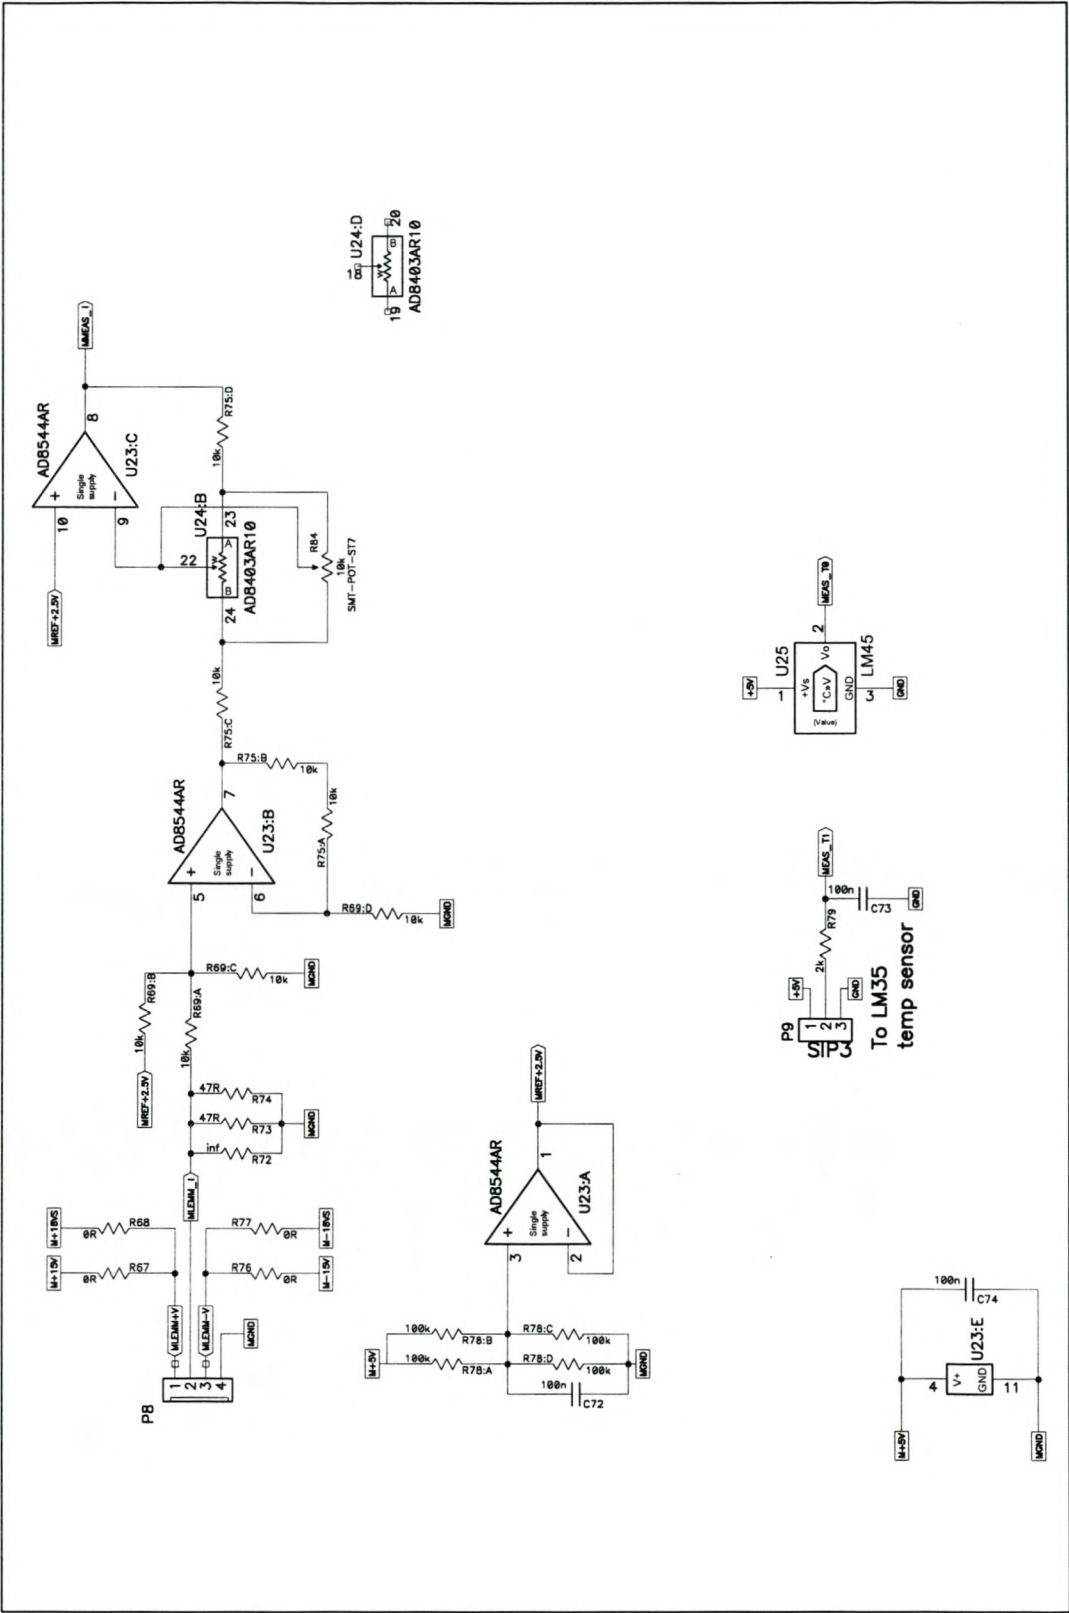 P8
1
2
3
4
MLEMM+V
MLEMM-V
MGND
M+15V
0R
R67
M+18VS
0R
R68
R76
0R
M-15V
R77
0R
M-18VS
MLEMM_I
inf
R72
47R
R73
47R
R74
MGND
MREF+2.5V
10k
R69:B
10k
R69:A
R69:C
10k
MGND
AD8544AR
5
+
Single
supply
6
−
7
U23:B
R69:D
10k
MGND
R75:A
10k
R75:B
10k
R75:C
10k
24
22
23
U24:B
B
W
A
AD8403AR10
R84
10k
SMT-POT-ST7
10k
R75:D
MREF+2.5V
AD8544AR
10
+
Single
supply
9
−
8
U23:C
MMEAS_I
18
U24:D
19
20
A
W
B
AD8403AR10
M+5V
100k
R78:B
100k
R78:A
R78:C
100k
R78:D
100k
100n
C72
MGND
AD8544AR
3
+
Single
supply
2
−
1
U23:A
MREF+2.5V
P9
1
2
3
SIP3
+5V
GND
2k
R79
100n
C73
GND
MEAS_T1
To LM35
temp sensor
+5V
1
U25
+Vs
°C»V
Vo
GND
(Value)
2
3
LM45
GND
MEAS_T0
M+5V
4
V+
GND
11
U23:E
100n
C74
MGND